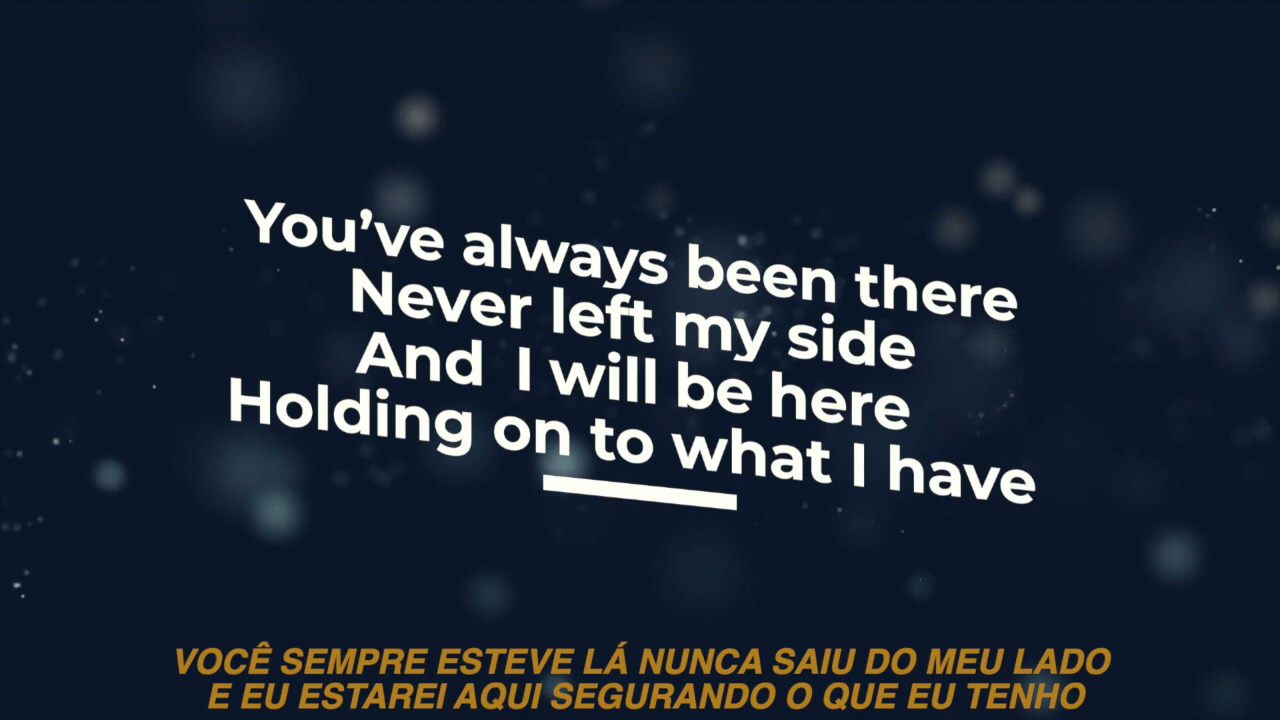 You’ve always been there
Never left my side
And I will be here
Holding on to what I have
VOCÊ SEMPRE ESTEVE LÁ NUNCA SAIU DO MEU LADO
E EU ESTAREI AQUI SEGURANDO O QUE EU TENHO